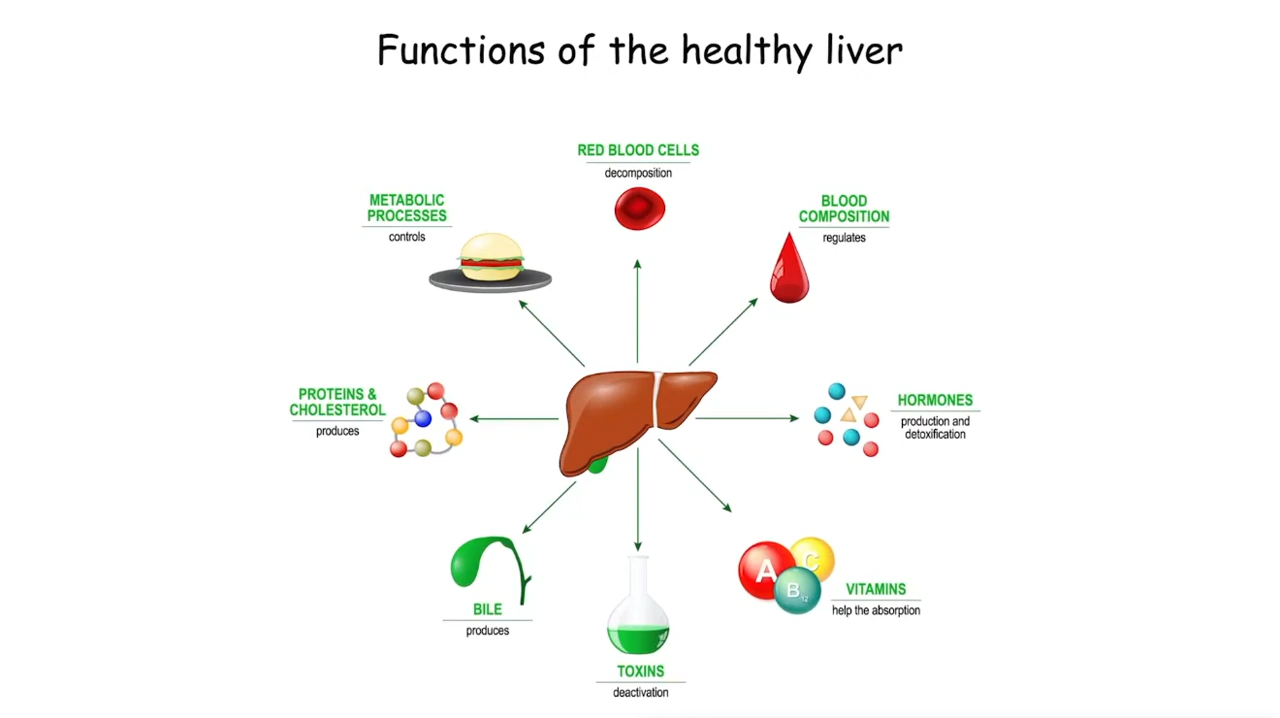 Functions of the healthy liver
RED BLOOD CELLS
decomposition
METABOLIC
PROCESSES
controls
BLOOD
COMPOSITION
regulates
PROTEINS &
CHOLESTEROL
produces
HORMONES
production and
detoxification
A
C
B12
VITAMINS
help the absorption
BILE
produces
TOXINS
deactivation